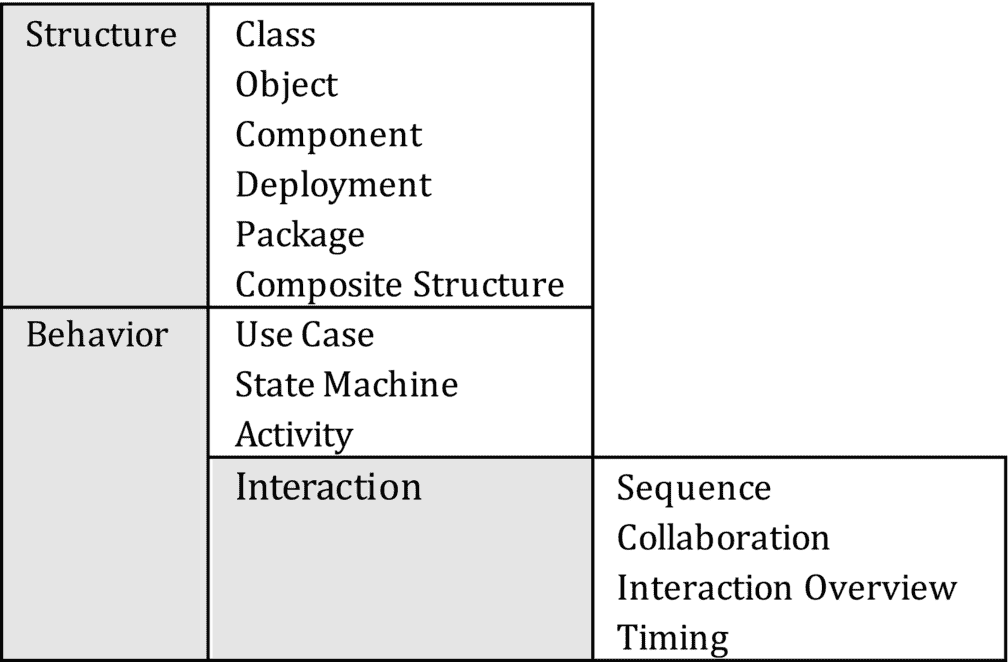 Structure
Class
Object
Component
Deployment
Package
Composite Structure
Behavior
Use Case
State Machine
Activity
Interaction
Sequence
Collaboration
Interaction Overview
Timing